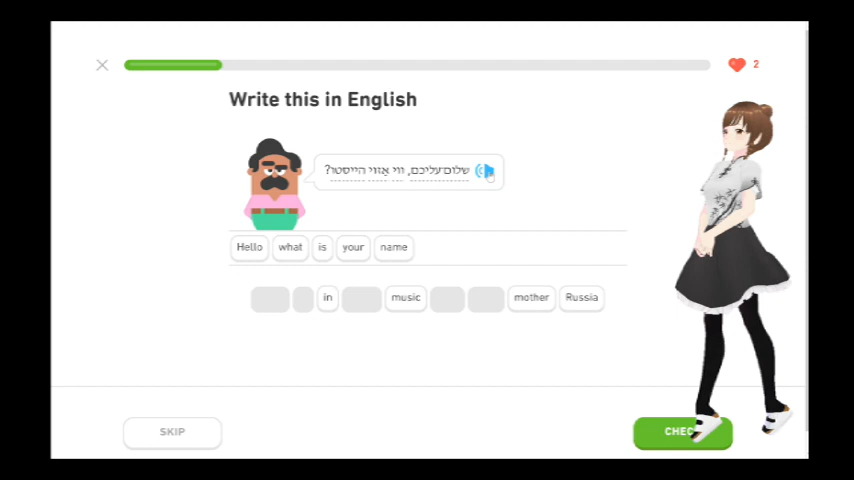 2
Write this in English
שלום־עליכם, ווי אַזוי הייסטו?
Hello what is your name
in music mother Russia
SKIP
CHEC